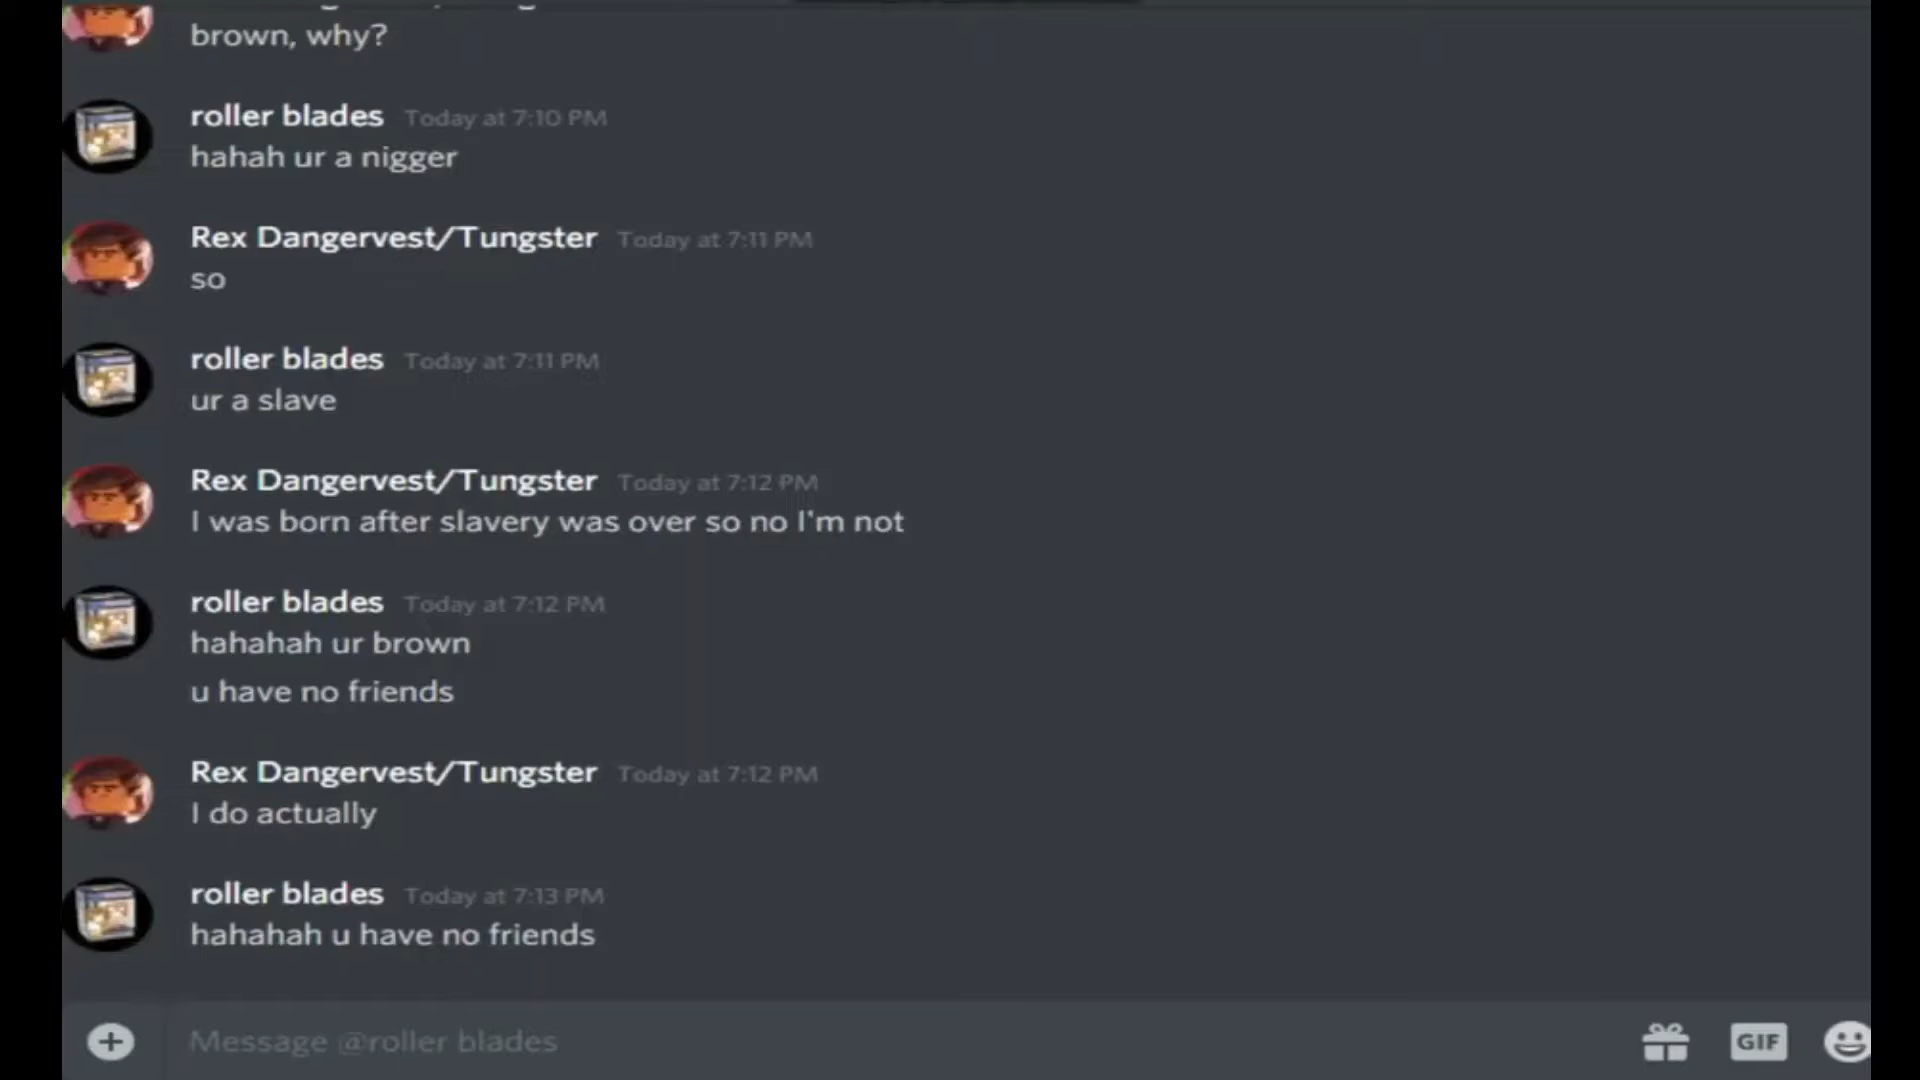 brown, why?
roller blades Today at 7:10 PM
hahah ur a nigger
Rex Dangervest/Tungster Today at 7:11 PM
so
roller blades Today at 7:11 PM
ur a slave
Rex Dangervest/Tungster Today at 7:12 PM
I was born after slavery was over so no I'm not
roller blades Today at 7:12 PM
hahahah ur brown
u have no friends
Rex Dangervest/Tungster Today at 7:12 PM
I do actually
roller blades Today at 7:13 PM
hahahah u have no friends
Message @roller blades
GIF